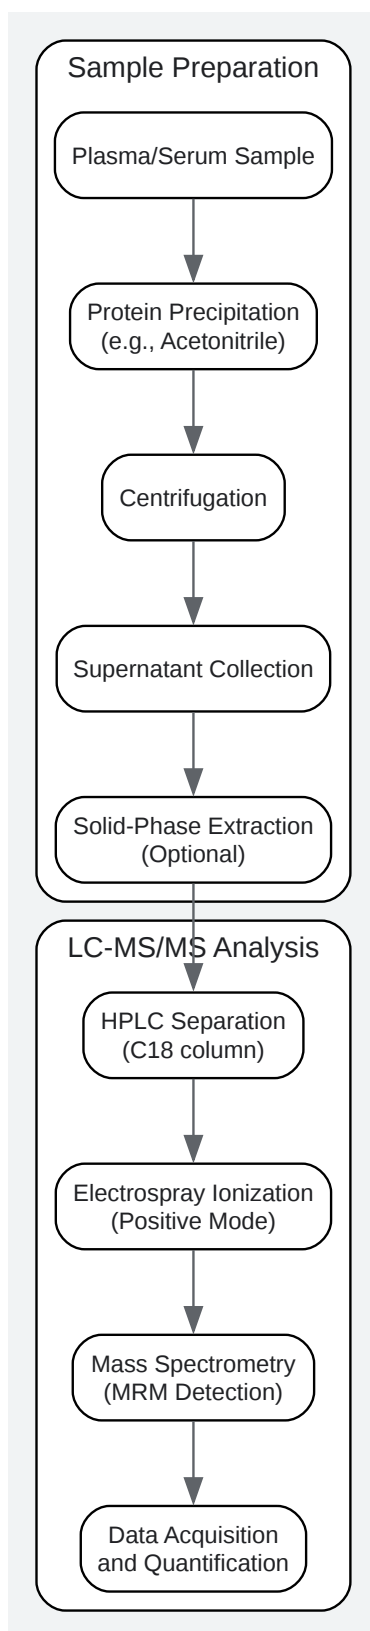 Sample Preparation
Plasma/Serum Sample
Protein Precipitation
(e.g., Acetonitrile)
Centrifugation
Supernatant Collection
Solid-Phase Extraction
(Optional)
LC-MS/MS Analysis
HPLC Separation
(C18 column)
Electrospray Ionization
(Positive Mode)
Mass Spectrometry
(MRM Detection)
Data Acquisition
and Quantification